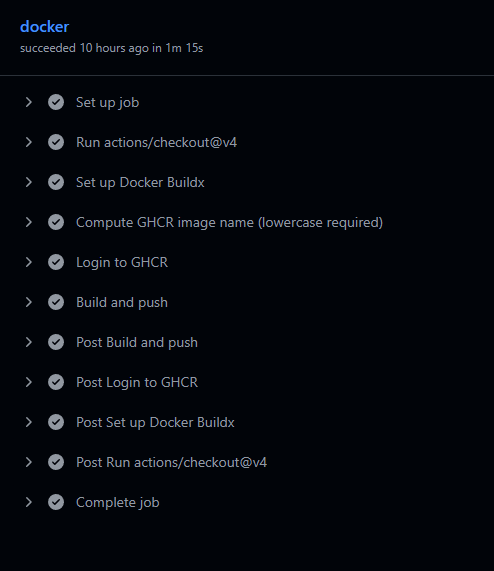 docker
succeeded 10 hours ago in 1m 15s
Set up job
Run actions/checkout@v4
Set up Docker Buildx
Compute GHCR image name (lowercase required)
Login to GHCR
Build and push
Post Build and push
Post Login to GHCR
Post Set up Docker Buildx
Post Run actions/checkout@v4
Complete job